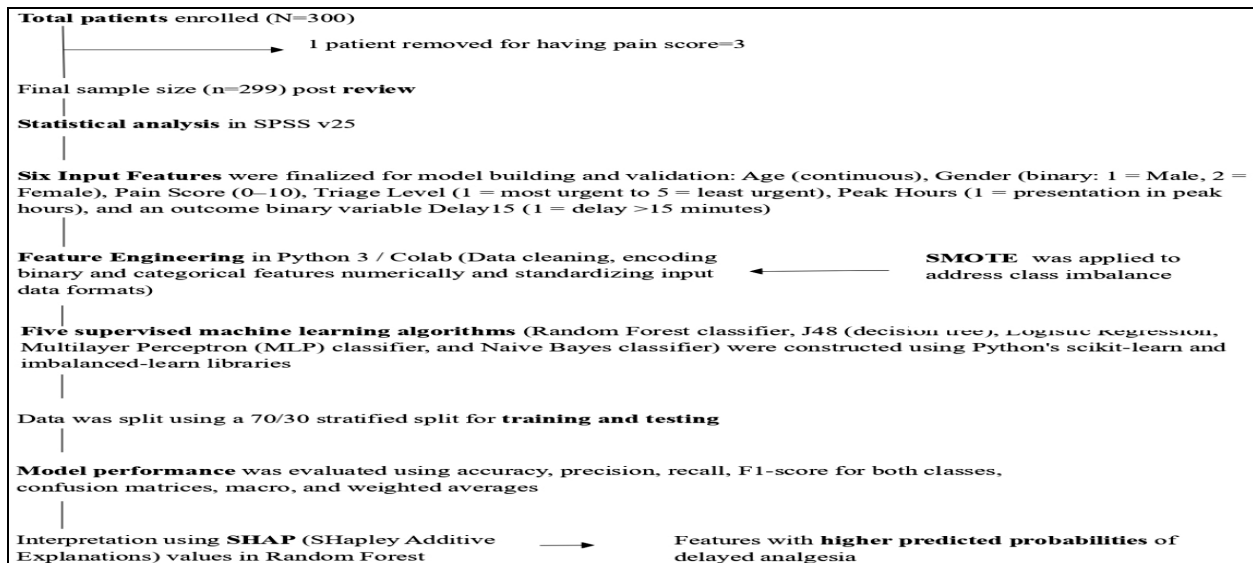 Total patients enrolled (N=300)
1 patient removed for having pain score=3
Final sample size (n=299) post review
Statistical analysis in SPSS v25
Six Input Features were finalized for model building and validation: Age (continuous), Gender (binary: 1 = Male, 2 =
Female), Pain Score (0–10), Triage Level (1 = most urgent to 5 = least urgent), Peak Hours (1 = presentation in peak
hours), and an outcome binary variable Delay15 (1 = delay >15 minutes)
Feature Engineering in Python 3 / Colab (Data cleaning, encoding
binary and categorical features numerically and standardizing input
data formats)
SMOTE was applied to
address class imbalance
Five supervised machine learning algorithms (Random Forest classifier, J48 (decision tree), Logistic Regression,
Multilayer Perceptron (MLP) classifier, and Naive Bayes classifier) were constructed using Python's scikit-learn and
imbalanced-learn libraries
Data was split using a 70/30 stratified split for training and testing
Model performance was evaluated using accuracy, precision, recall, F1-score for both classes,
confusion matrices, macro, and weighted averages
Interpretation using SHAP (SHapley Additive
Explanations) values in Random Forest
Features with higher predicted probabilities of
delayed analgesia